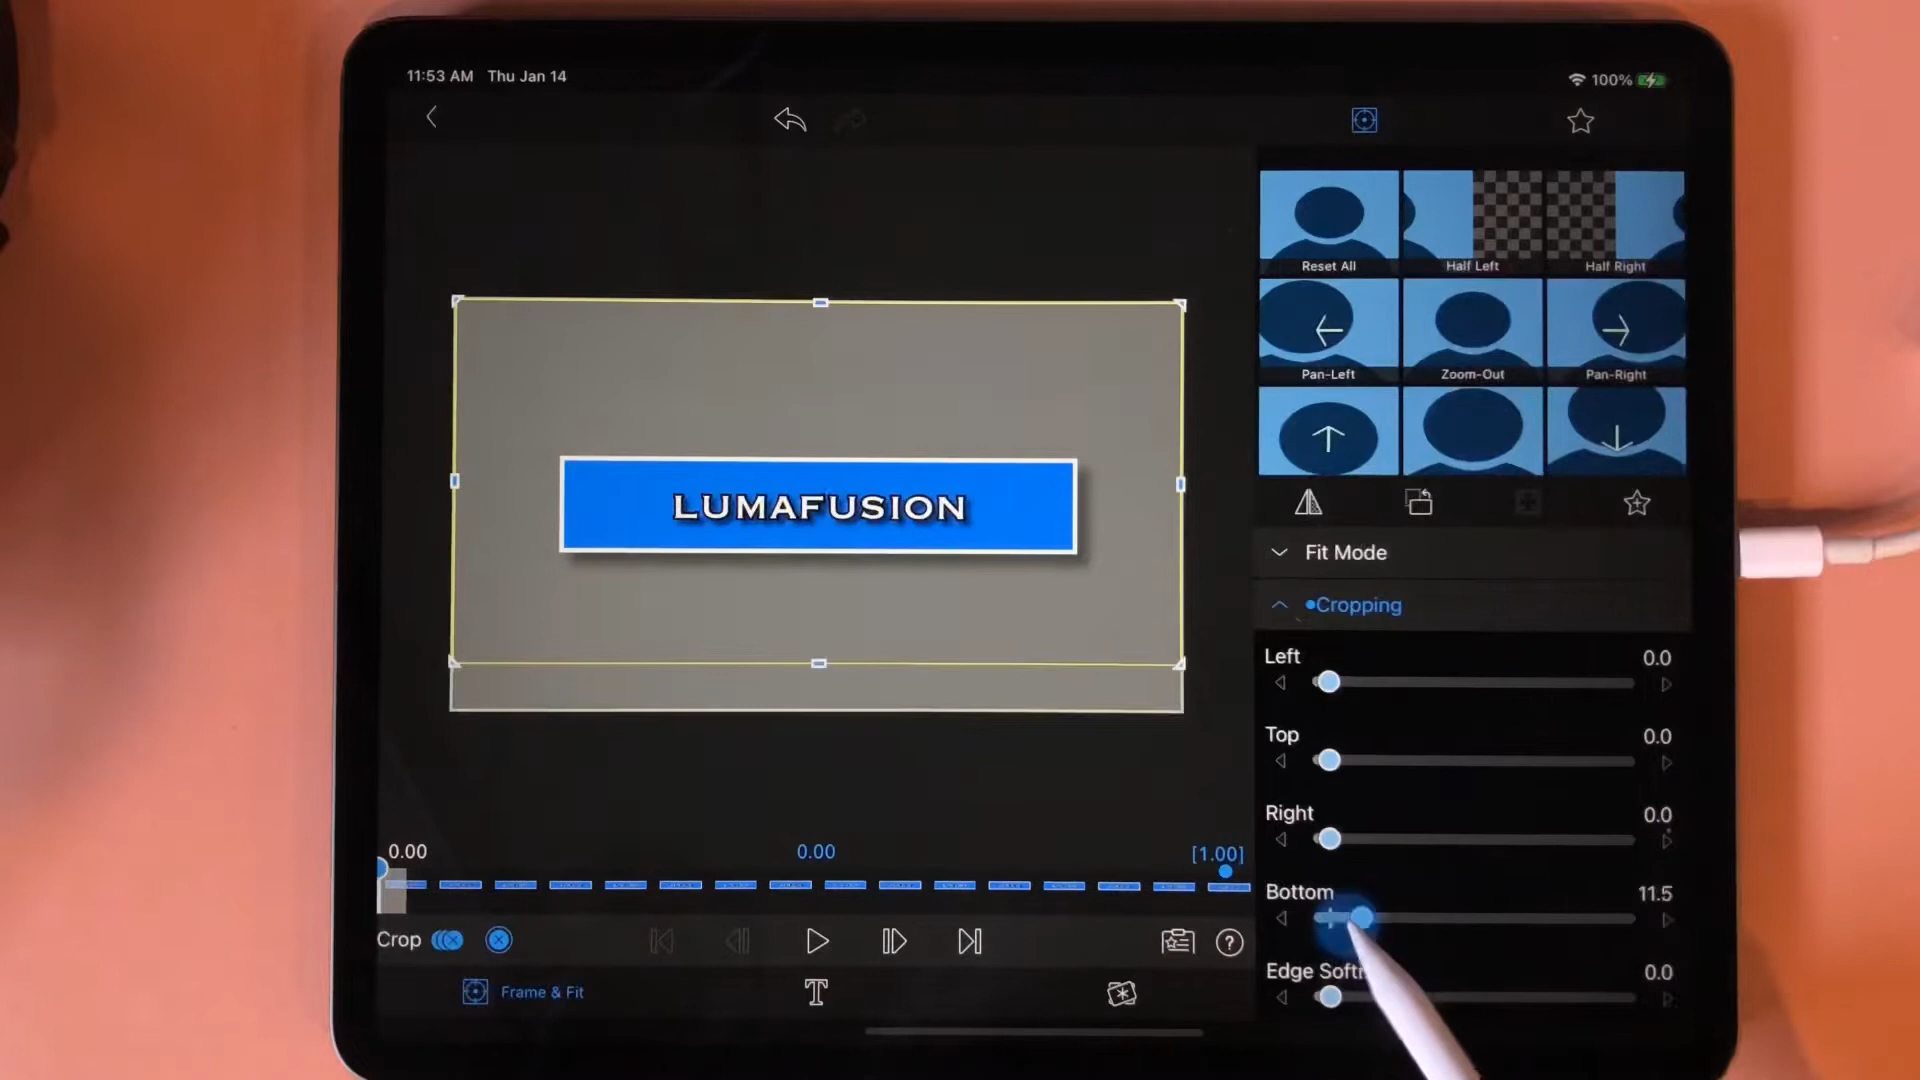 11:53 AM Thu Jan 14
100%
Reset All
Half Left
Half Right
Pan-Left
Zoom-Out
Pan-Right
LUMAFUSION
Fit Mode
Cropping
Left
0.0
Top
0.0
Right
0.0
Bottom
11.5
Edge Soft
0.0
0.00
0.00
[1.00]
Crop
?
Frame & Fit
T